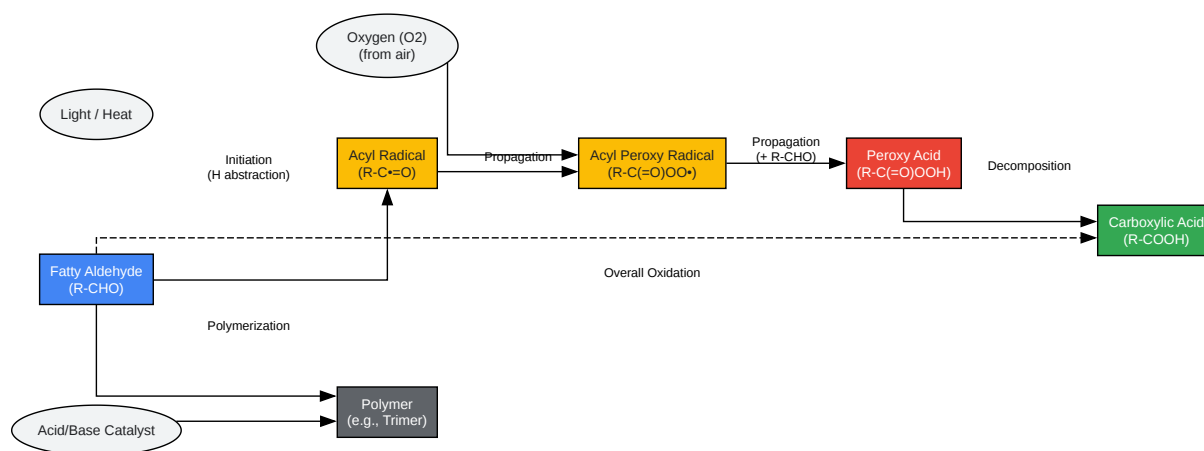 Oxygen (O2)
(from air)
Light / Heat
Initiation
(H abstraction)
Acyl Radical
(R-C•=O)
Propagation
Acyl Peroxy Radical
(R-C(=O)OO•)
Propagation
(+ R-CHO)
Peroxy Acid
(R-C(=O)OOH)
Decomposition
Carboxylic Acid
(R-COOH)
Fatty Aldehyde
(R-CHO)
Overall Oxidation
Polymerization
Polymer
(e.g., Trimer)
Acid/Base Catalyst